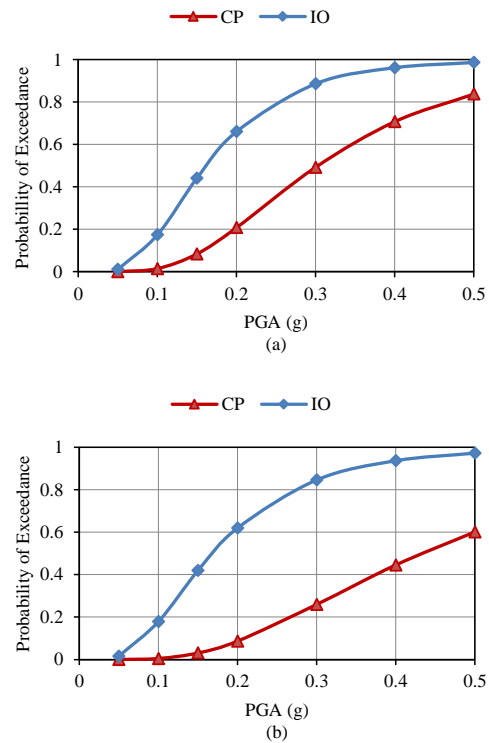 CP IO
1
0.8
0.6
0.4
0.2
0
Probabillity of Exceedance
0 0.1 0.2 0.3 0.4 0.5
PGA (g)
(a)
CP IO
1
0.8
0.6
0.4
0.2
0
Probability of Exceedance
0 0.1 0.2 0.3 0.4 0.5
PGA (g)
(b)